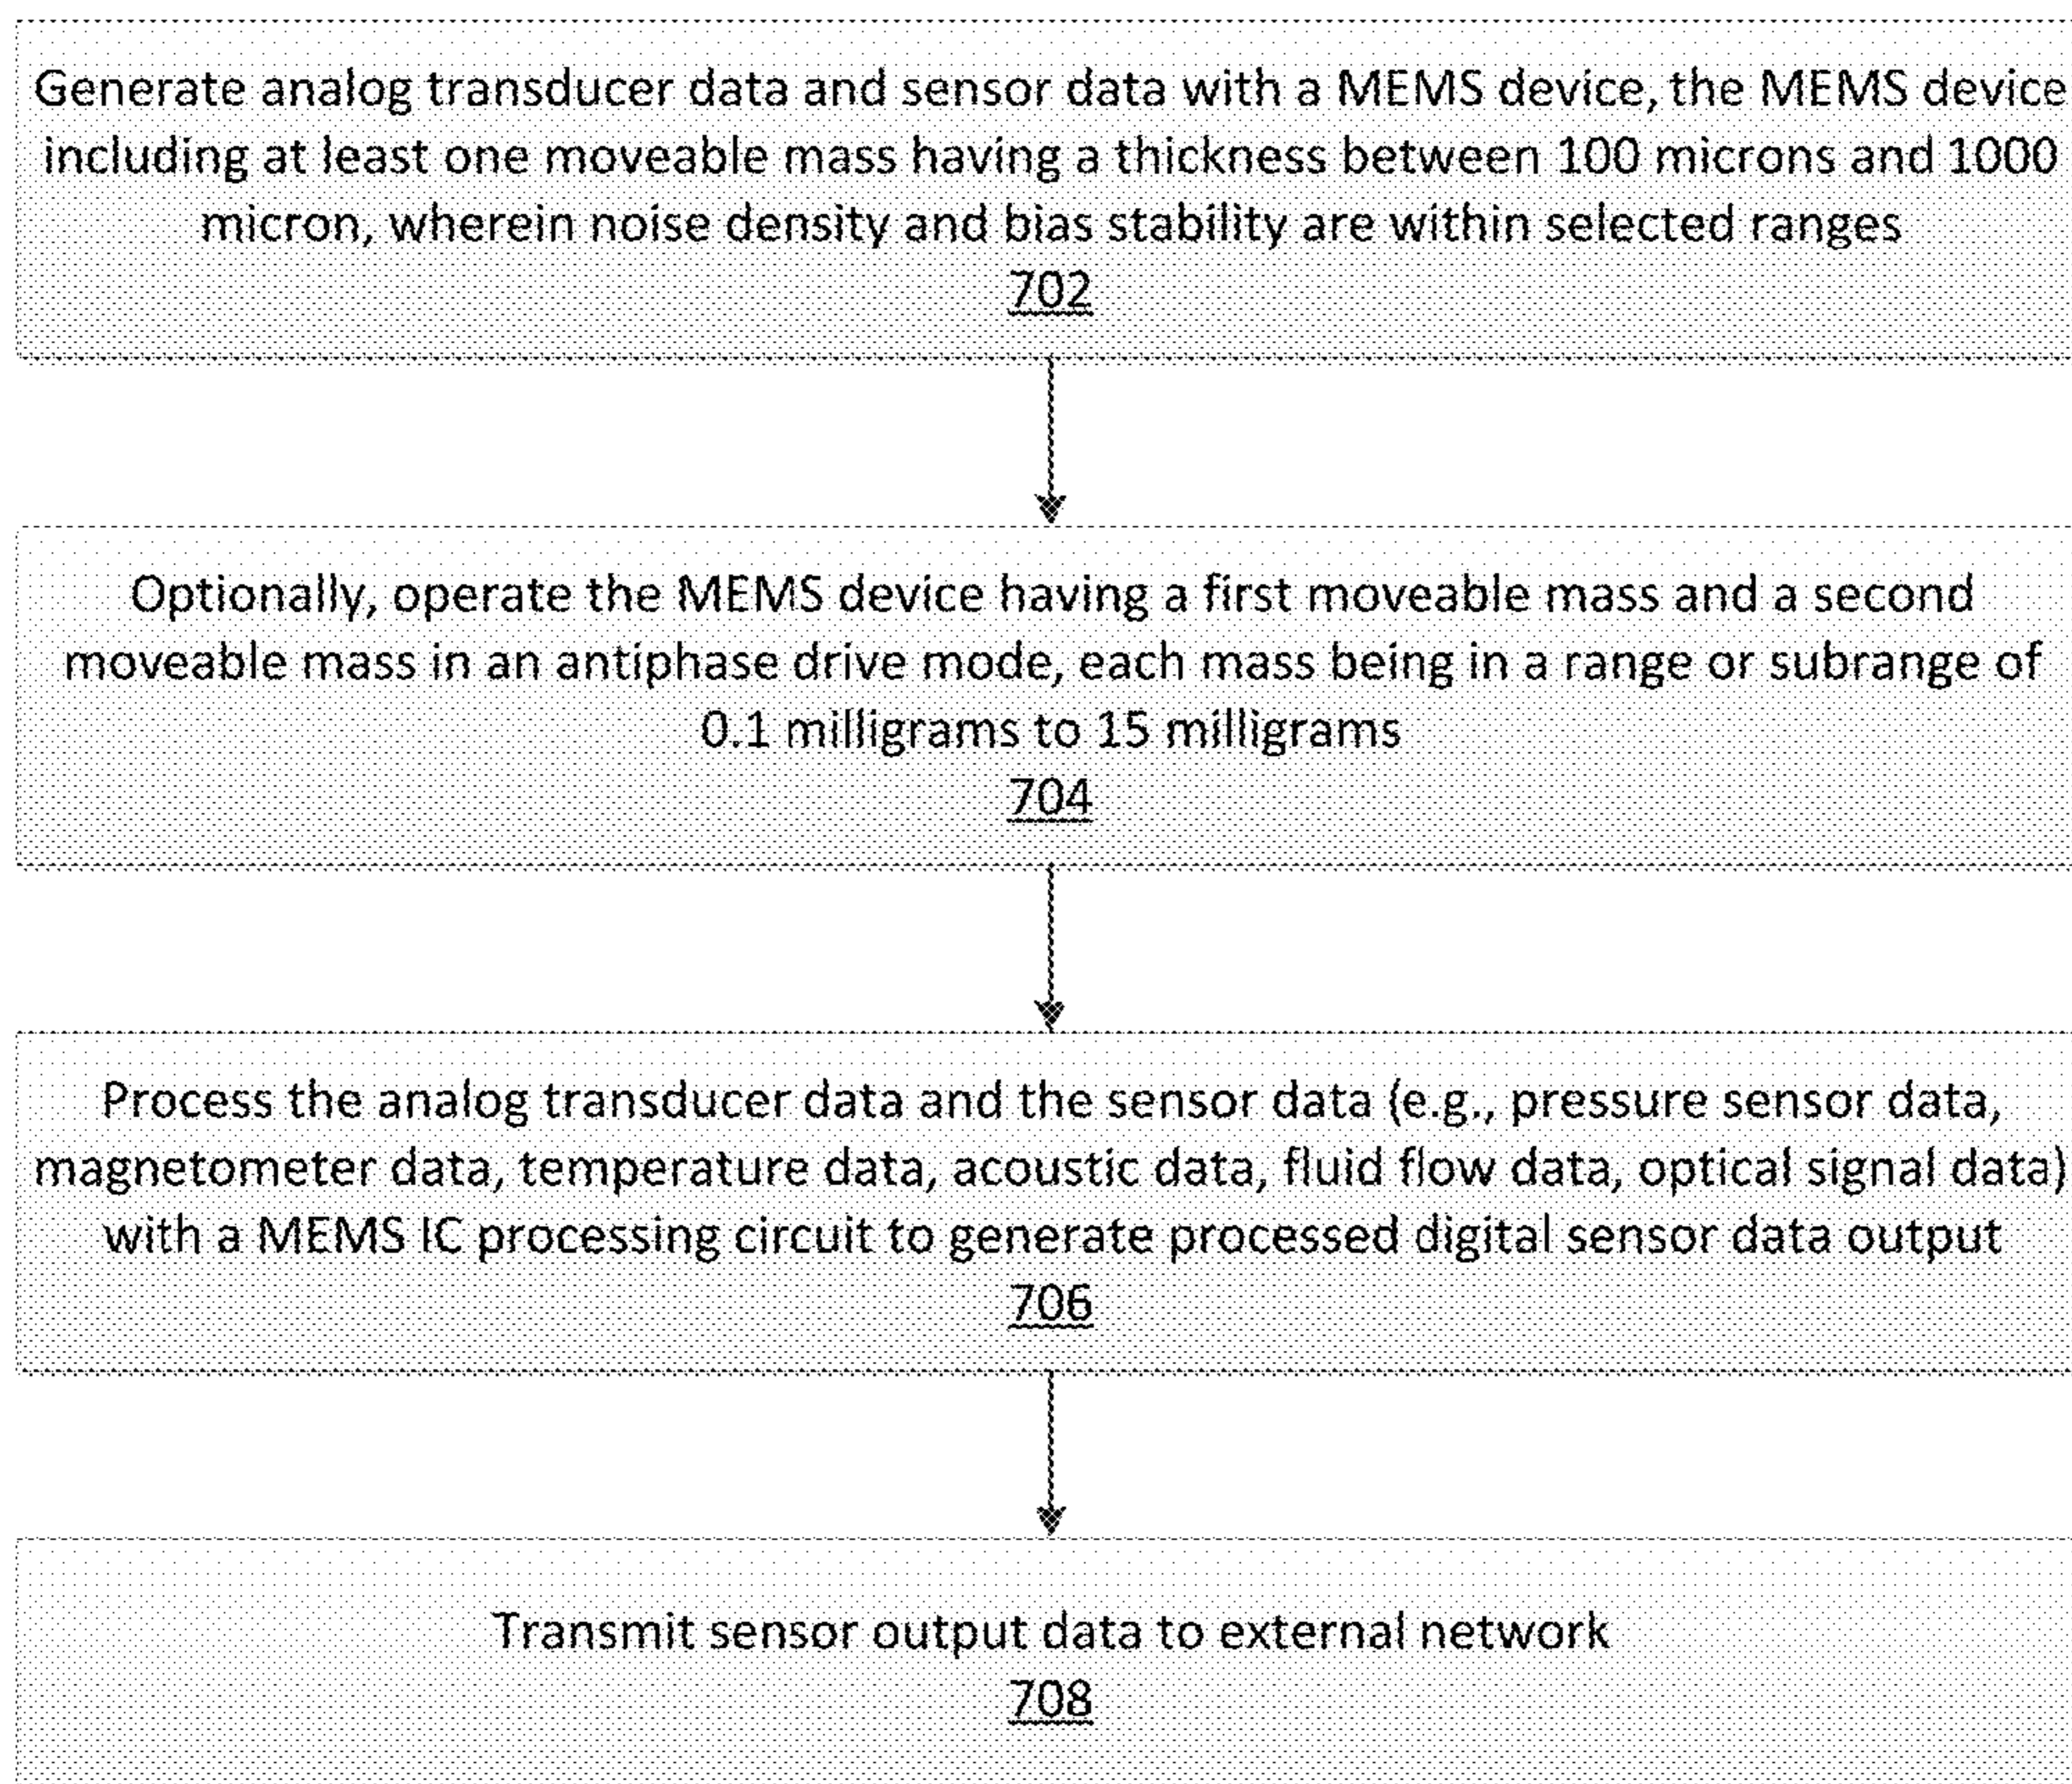 Generate analog transducer data and sensor data with a MEMS device, the MEMS device
including at least one moveable mass having a thickness between 100 microns and 1000
micron, wherein noise density and bias stability are within selected ranges
702
Optionally, operate the MEMS device having a first moveable mass and a second
moveable mass in an antiphase drive mode, each mass being in a range or subrange of
0.1 milligrams to 15 milligrams
704
Process the analog transducer data and the sensor data (e.g., pressure sensor data,
magnetometer data, temperature data, acoustic data, fluid flow data, optical signal data)
with a MEMS IC processing circuit to generate processed digital sensor data output
706
Transmit sensor output data to external network
708